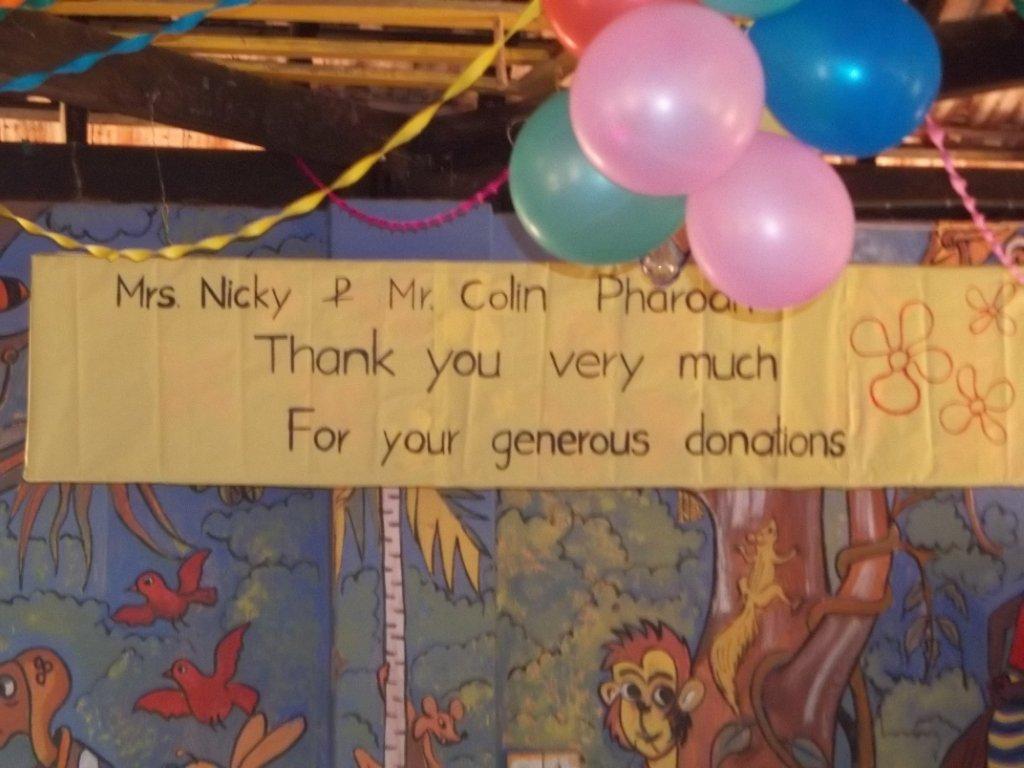 Mrs. Nicky & Mr. Colin
Thank you very much
For your generous donations